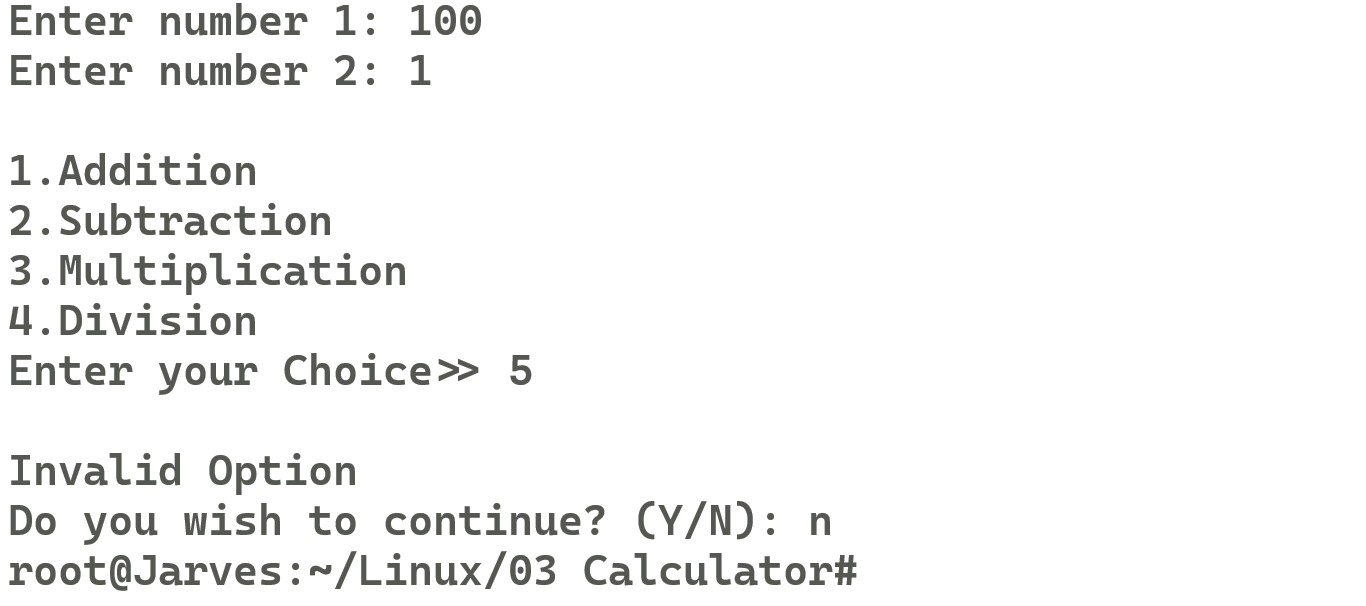 Enter number 1: 100
Enter number 2: 1
1.Addition
2.Subtraction
3.Multiplication
4.Division
Enter your Choice>> 5
Invalid Option
Do you wish to continue? (Y/N): n
root@Jarves:~/Linux/03 Calculator#